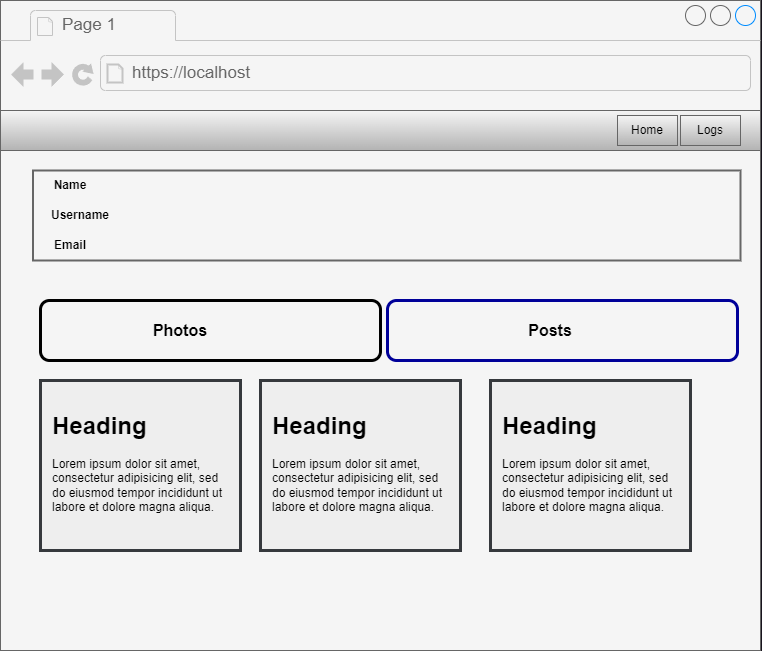 Page 1
https://localhost
Home Logs
Name
Username
Email
Photos Posts
Heading
Lorem ipsum dolor sit amet,
consectetur adipisicing elit, sed
do eiusmod tempor incididunt ut
labore et dolore magna aliqua.
Heading
Lorem ipsum dolor sit amet,
consectetur adipisicing elit, sed
do eiusmod tempor incididunt ut
labore et dolore magna aliqua.
Heading
Lorem ipsum dolor sit amet,
consectetur adipisicing elit, sed
do eiusmod tempor incididunt ut
labore et dolore magna aliqua.